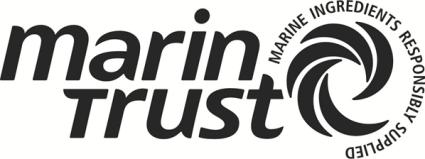 marin
Trust
MARINE INGREDIENTS RESPONSIBLY SUPPLIED